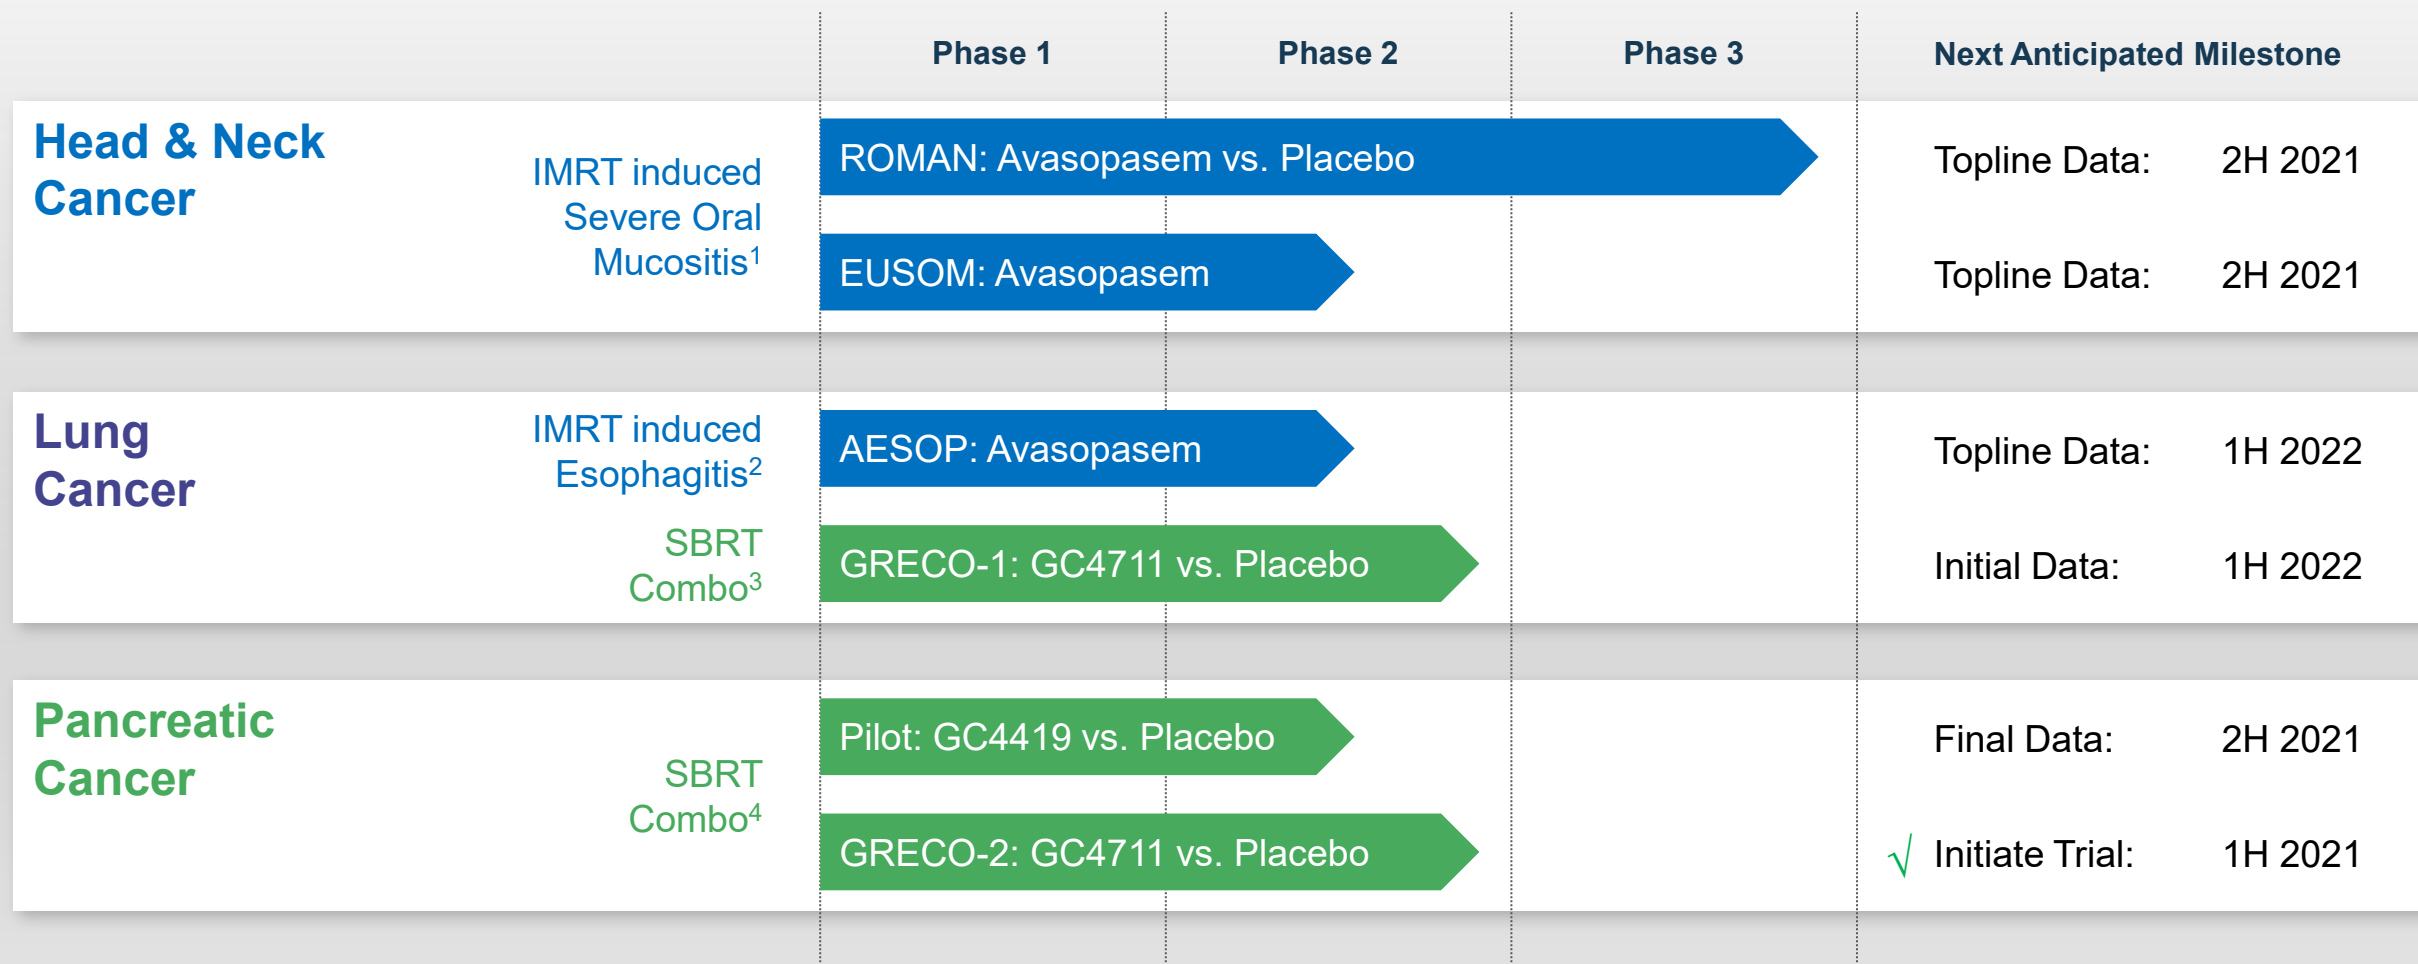 Phase 1 Phase 2 Phase 3 Next Anticipated Milestone
Head & Neck
Cancer
IMRT induced
Severe Oral
Mucositis¹
ROMAN: Avasopasem vs. Placebo
Topline Data: 2H 2021
EUSOM: Avasopasem
Topline Data: 2H 2021
Lung
Cancer
IMRT induced
Esophagitis²
AESOP: Avasopasem
Topline Data: 1H 2022
SBRT
Combo³
GRECO-1: GC4711 vs. Placebo
Initial Data: 1H 2022
Pancreatic
Cancer
SBRT
Combo⁴
Pilot: GC4419 vs. Placebo
Final Data: 2H 2021
GRECO-2: GC4711 vs. Placebo
√ Initiate Trial: 1H 2021